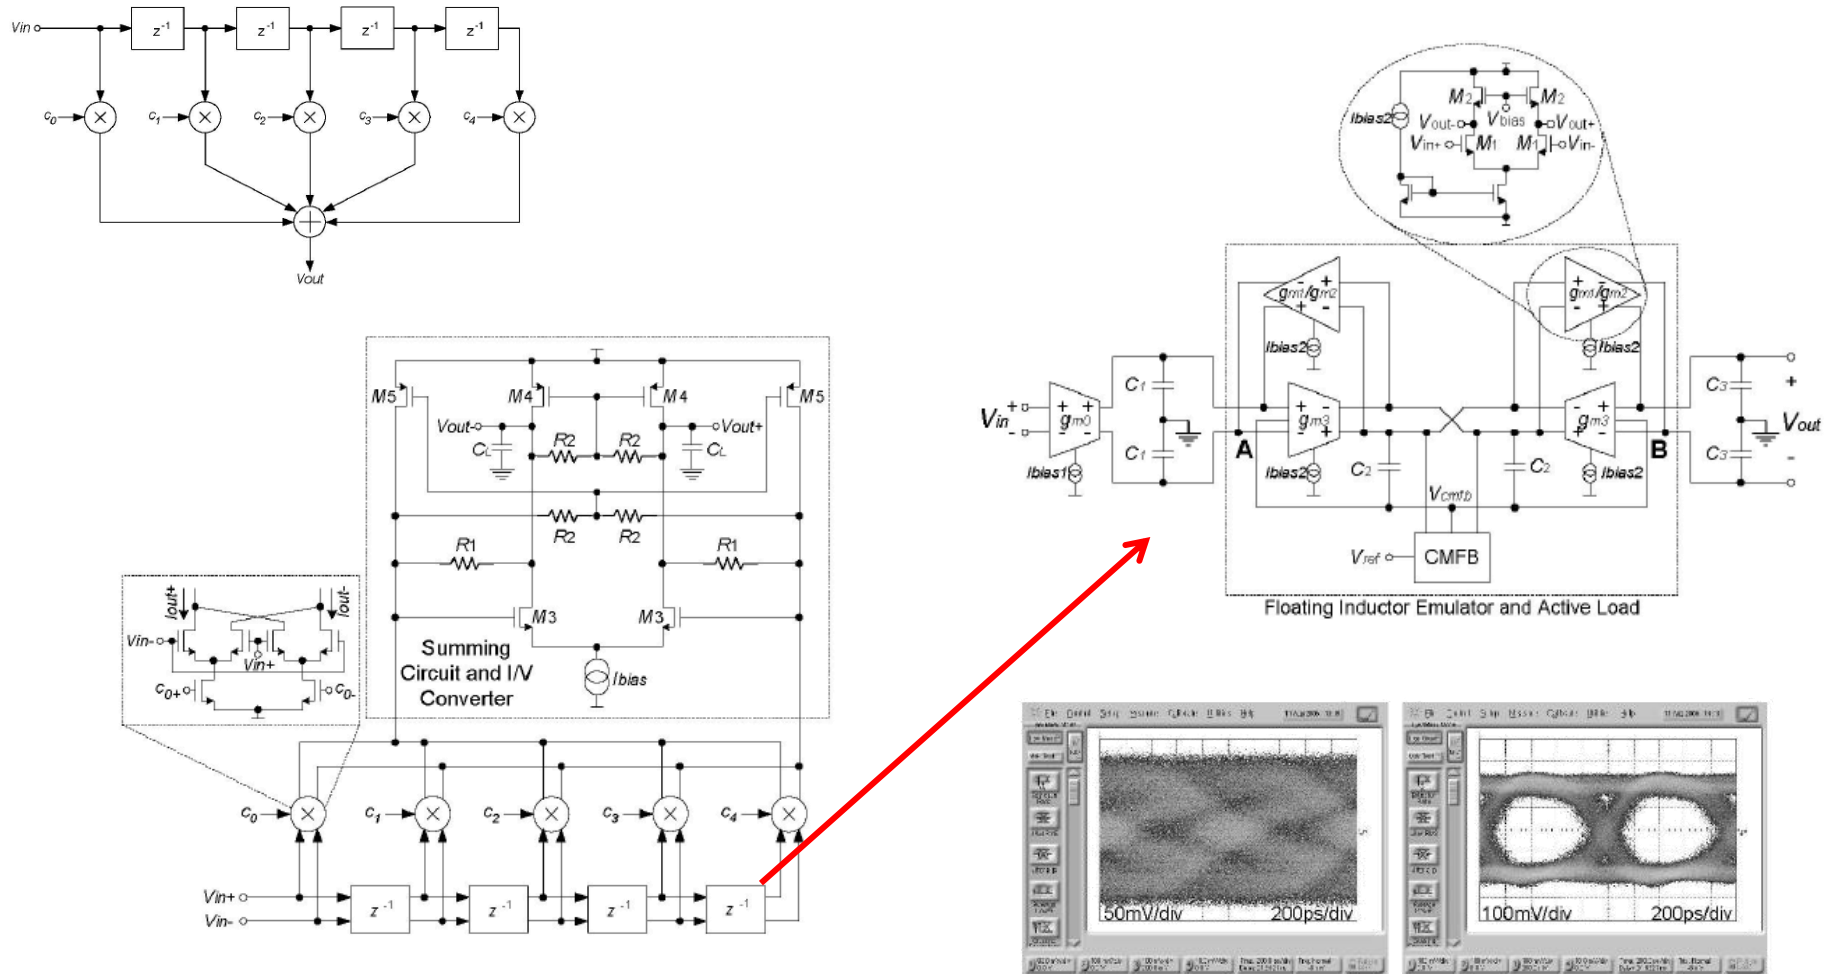 Vin
z⁻¹ z⁻¹ z⁻¹ z⁻¹
c₀ c₁ c₂ c₃ c₄
Vout
M5 M4 M4 M5
Vout- Vout+
CL R2 R2 CL
R2 R2
R1 R1
M3 M3
Summing
Circuit and I/V
Converter
Ibias
Iout+ Iout-
Vin-
Vin+
c₀+ c₀-
c₀ c₁ c₂ c₃ c₄
Vin+
Vin-
z⁻¹ z⁻¹ z⁻¹ z⁻¹
M2 M2
Ibias2
Vbias
Vout- Vout+
Vin+ M1 M1 Vin-
gm1/gm2 gm1/gm2
Ibias2 Ibias2
C1 C3
Vin + - gm0 gm3 gm3 + Vout -
A B
C1 C2 C2 C3
Ibias1 Ibias2 Ibias2
Vcmfb
Vref CMFB
Floating Inductor Emulator and Active Load
50mV/div 200ps/div
100mV/div 200ps/div